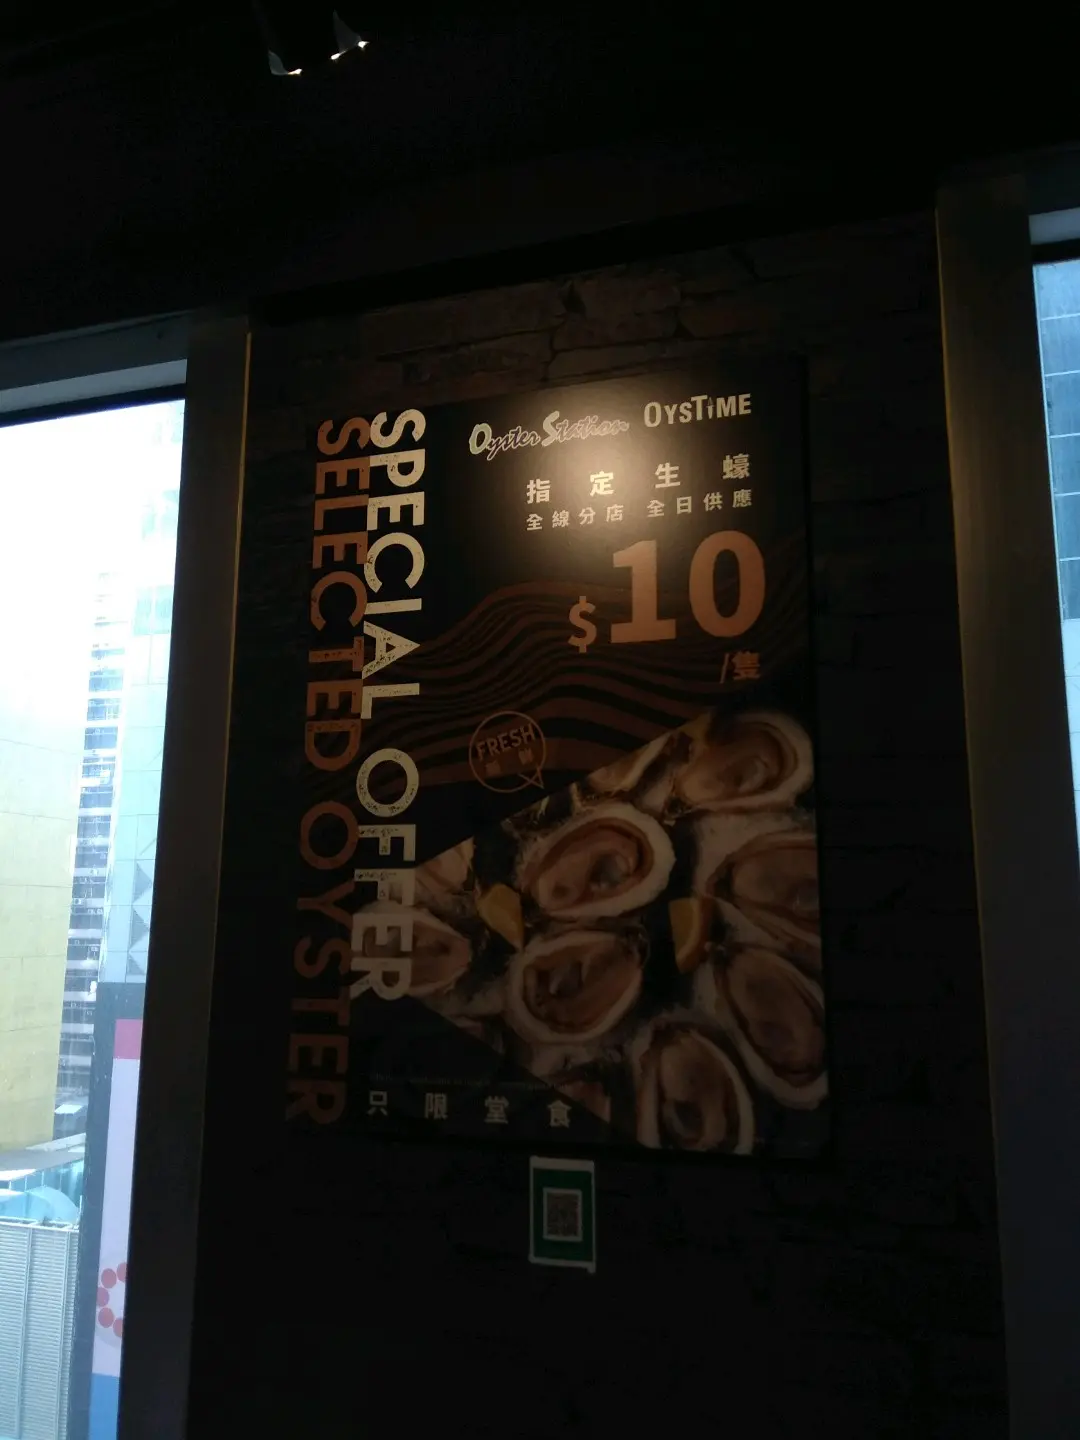 SPECIAL OFFER
SELECTED OYSTER
Oyster Station OYSTIME
指定生蠔
全線分店 全日供應
$10
/隻
FRESH
只限堂食